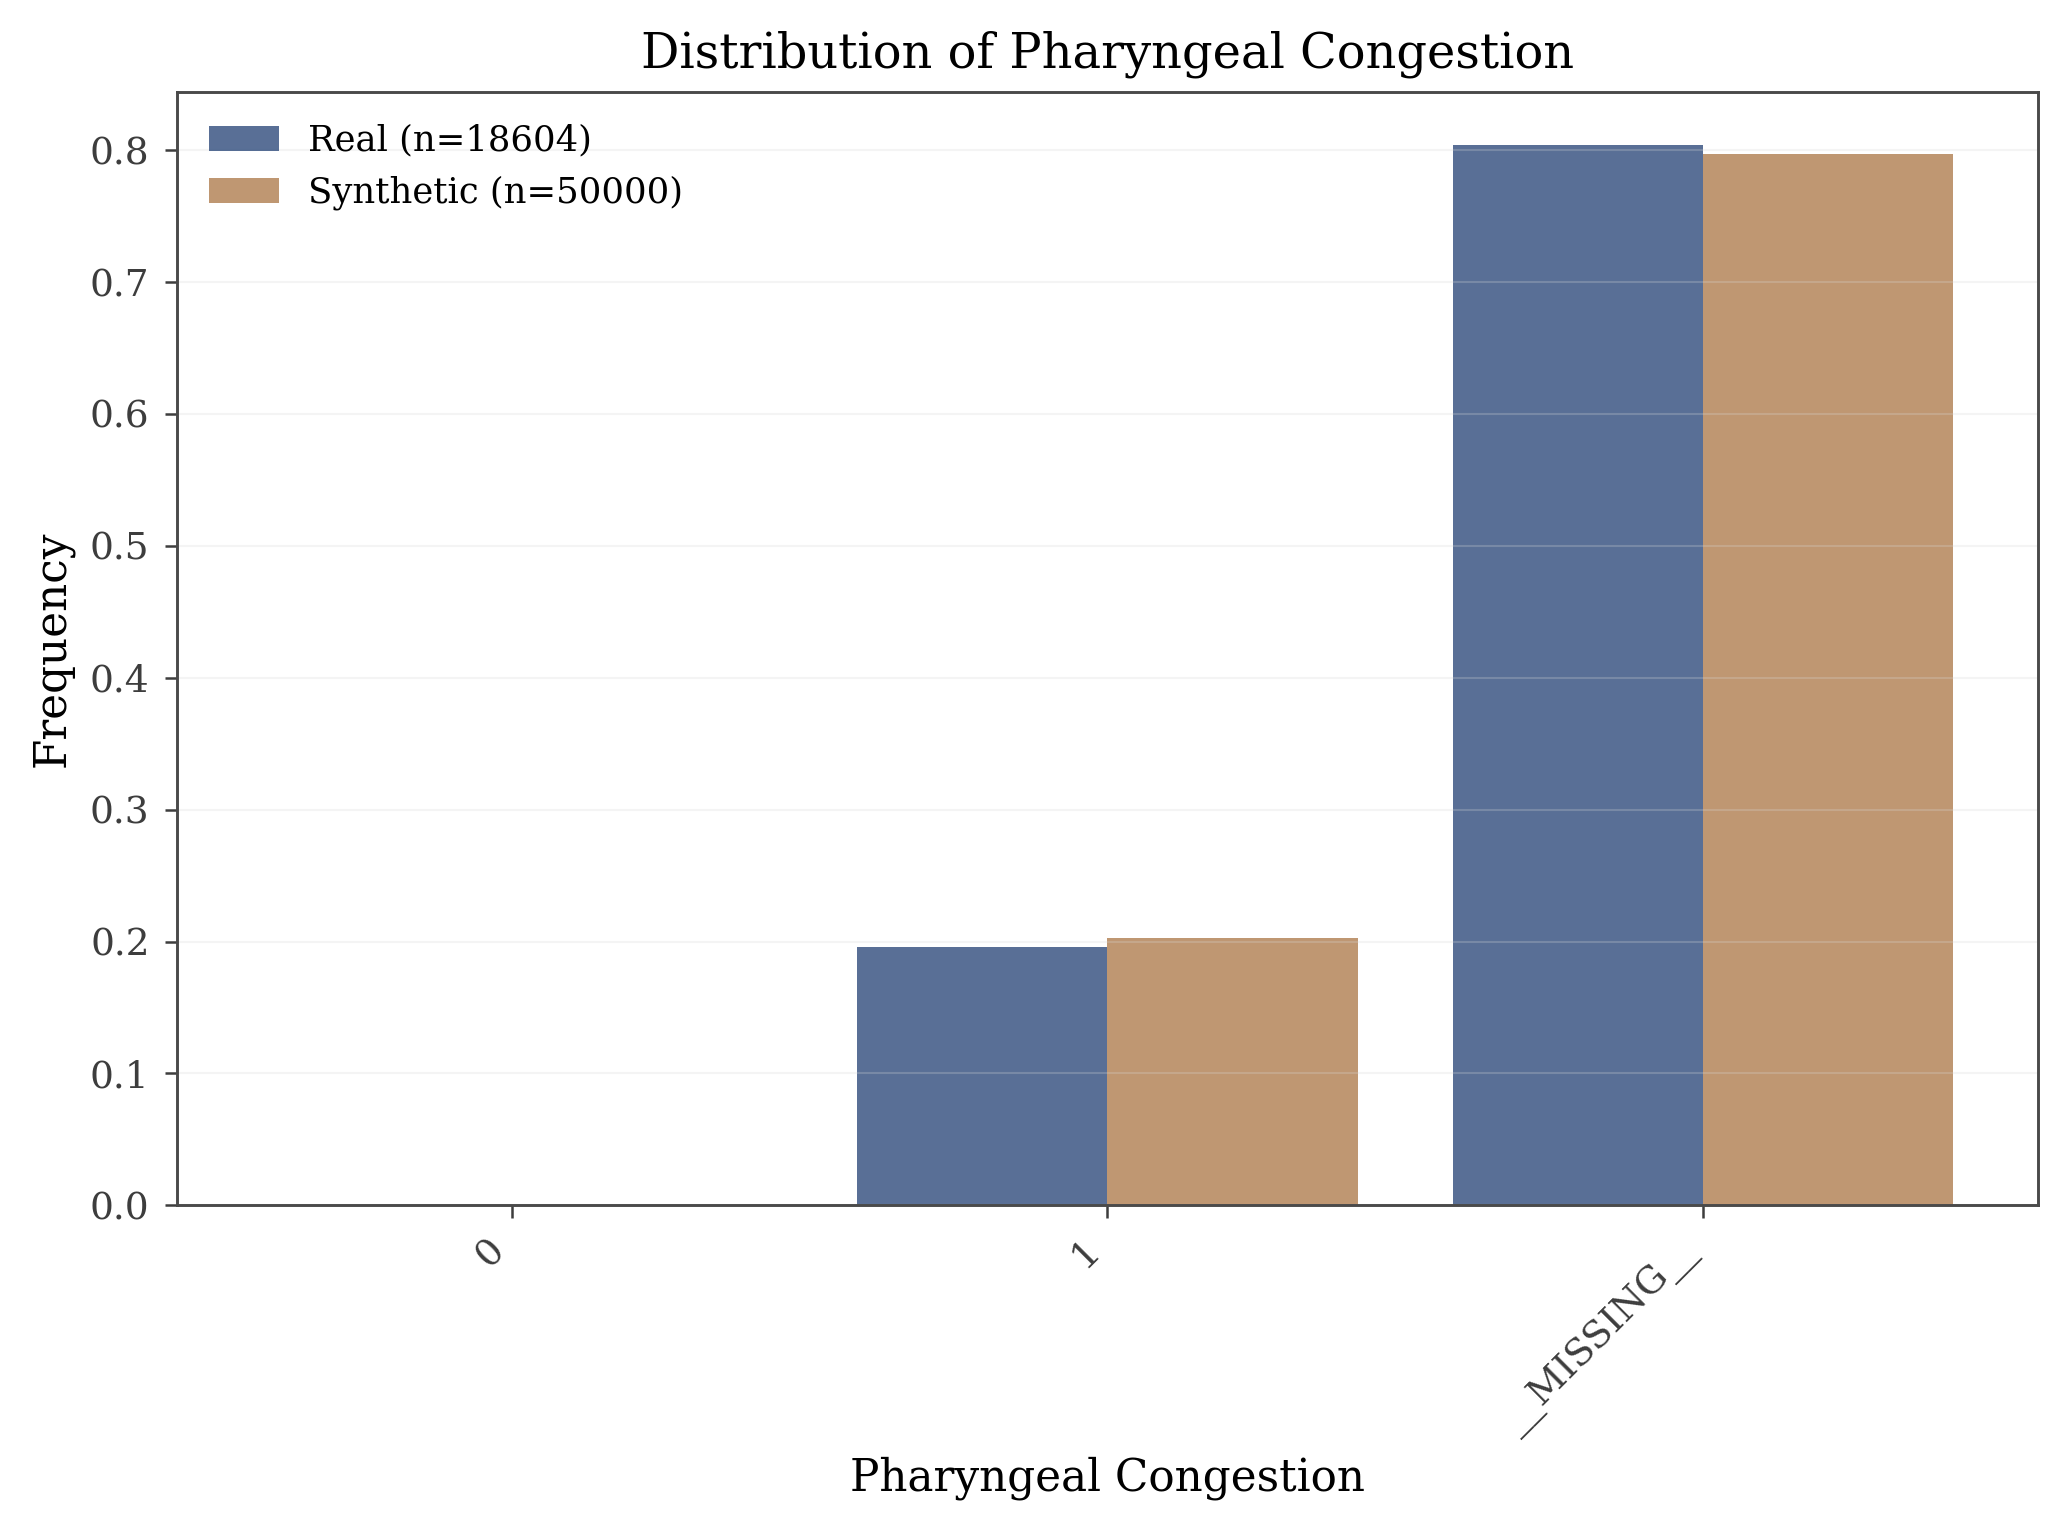 Distribution of Pharyngeal Congestion
Real (n=18604)
Synthetic (n=50000)
0.8
0.7
0.6
0.5
0.4
0.3
0.2
0.1
0.0
Frequency
0
1
__MISSING__
Pharyngeal Congestion